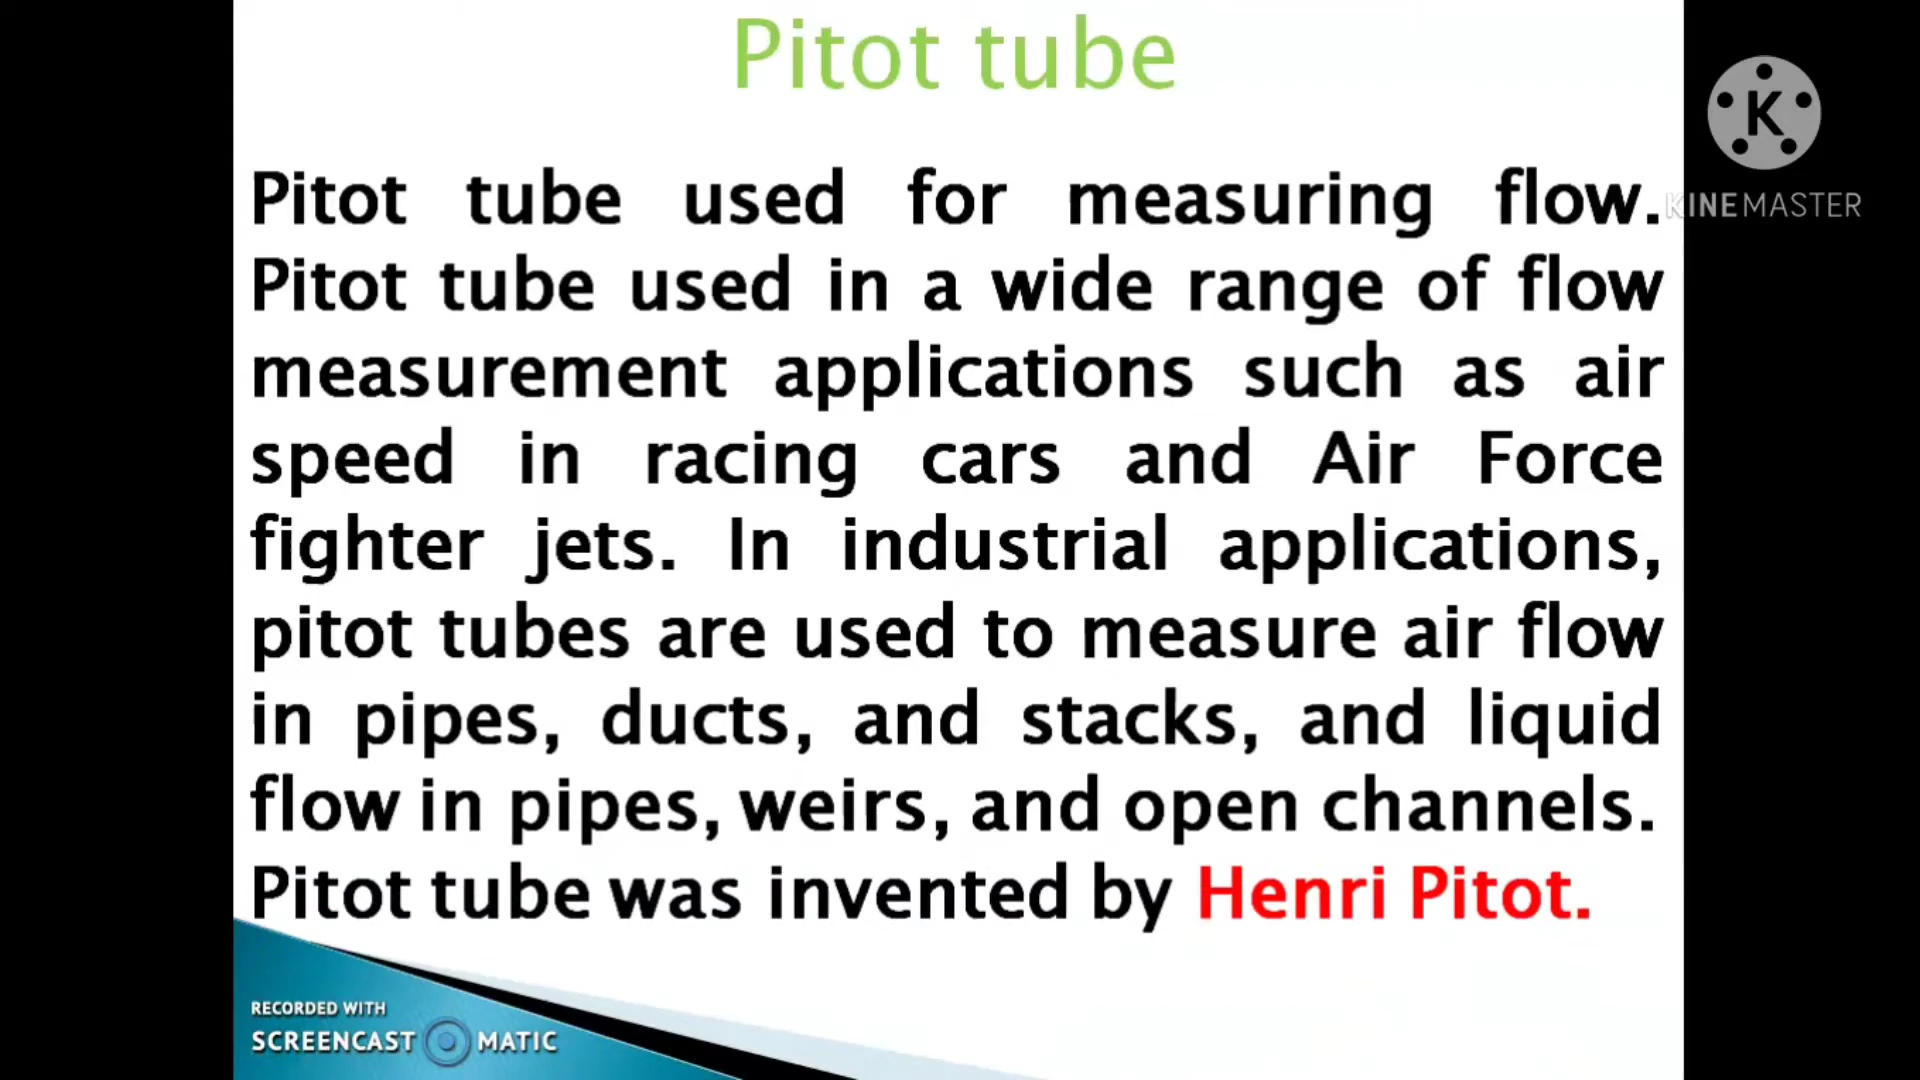 Pitot tube
Pitot tube used for measuring flow.
Pitot tube used in a wide range of flow
measurement applications such as air
speed in racing cars and Air Force
fighter jets. In industrial applications,
pitot tubes are used to measure air flow
in pipes, ducts, and stacks, and liquid
flow in pipes, weirs, and open channels.
Pitot tube was invented by Henri Pitot.
K
KINEMASTER
RECORDED WITH
SCREENCAST MATIC